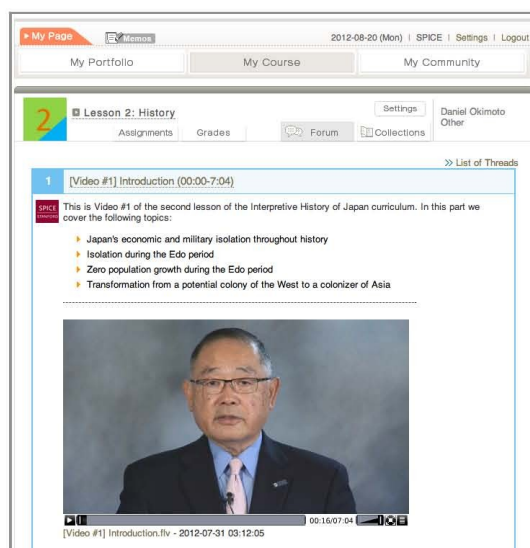 My Page
Memos
2012-08-20 (Mon) | SPICE | Settings | Logout
My Portfolio
My Course
My Community
2
Lesson 2: History
Settings
Daniel Okimoto
Other
Assignments
Grades
Forum
Collections
>> List of Threads
1
[Video #1] Introduction (00:00-7:04)
SPICE
STANFORD
This is Video #1 of the second lesson of the Interpretive History of Japan curriculum. In this part we
cover the following topics:
Japan's economic and military isolation throughout history
Isolation during the Edo period
Zero population growth during the Edo period
Transformation from a potential colony of the West to a colonizer of Asia
00:16/07:04
[Video #1] Introduction.flv - 2012-07-31 03:12:05